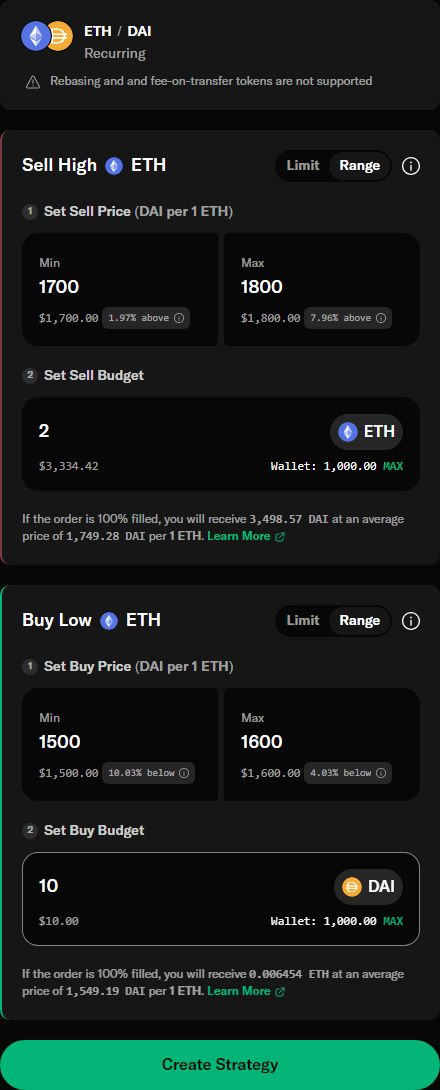 ETH / DAI
Recurring
Rebasing and and fee-on-transfer tokens are not supported
Sell High ETH Limit Range
1 Set Sell Price (DAI per 1 ETH)
Min Max
1700 1800
$1,700.00 1.97% above $1,800.00 7.96% above
2 Set Sell Budget
2 ETH
$3,334.42 Wallet: 1,000.00 MAX
If the order is 100% filled, you will receive 3,498.57 DAI at an average
price of 1,749.28 DAI per 1 ETH. Learn More
Buy Low ETH Limit Range
1 Set Buy Price (DAI per 1 ETH)
Min Max
1500 1600
$1,500.00 10.03% below $1,600.00 4.03% below
2 Set Buy Budget
10 DAI
$10.00 Wallet: 1,000.00 MAX
If the order is 100% filled, you will receive 0.006454 ETH at an average
price of 1,549.19 DAI per 1 ETH. Learn More
Create Strategy